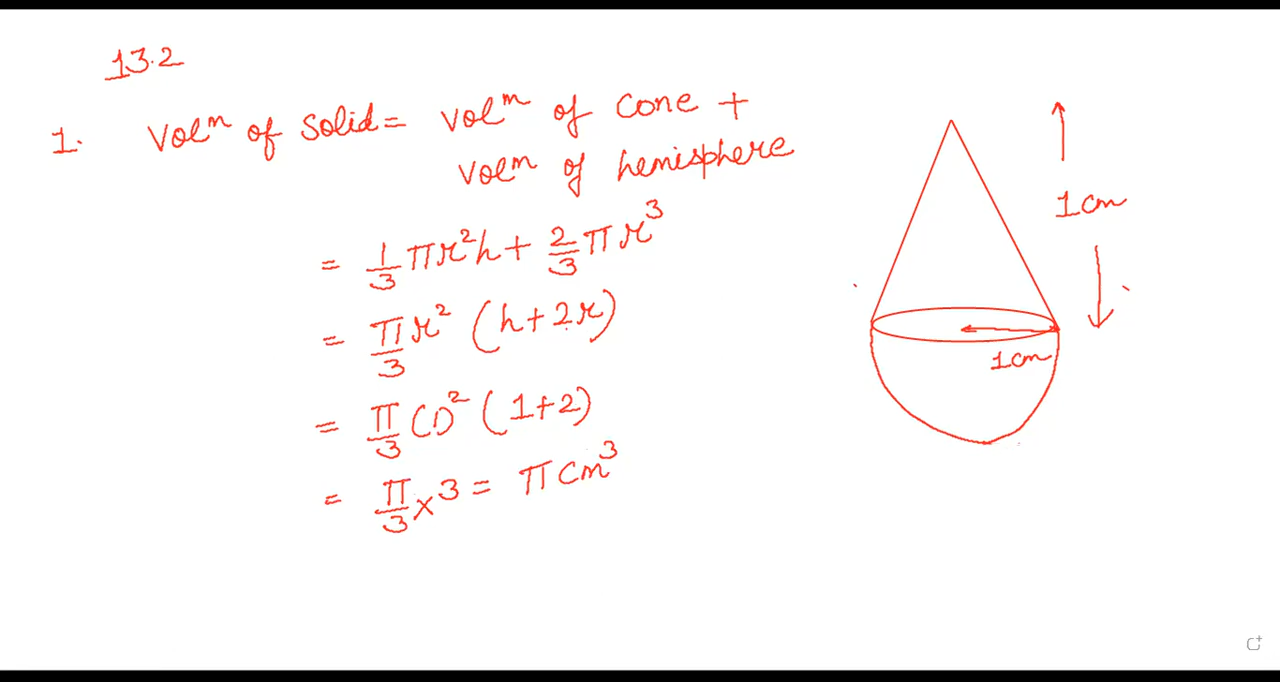 13.2
1. Volᵐ of Solid = Volᵐ of Cone +
Volᵐ of hemisphere
= 1/3 πr²h + 2/3 πr³
= π/3 r² (h+2r)
= π/3 (1)² (1+2)
= π/3 × 3 = π cm³
1cm
1cm